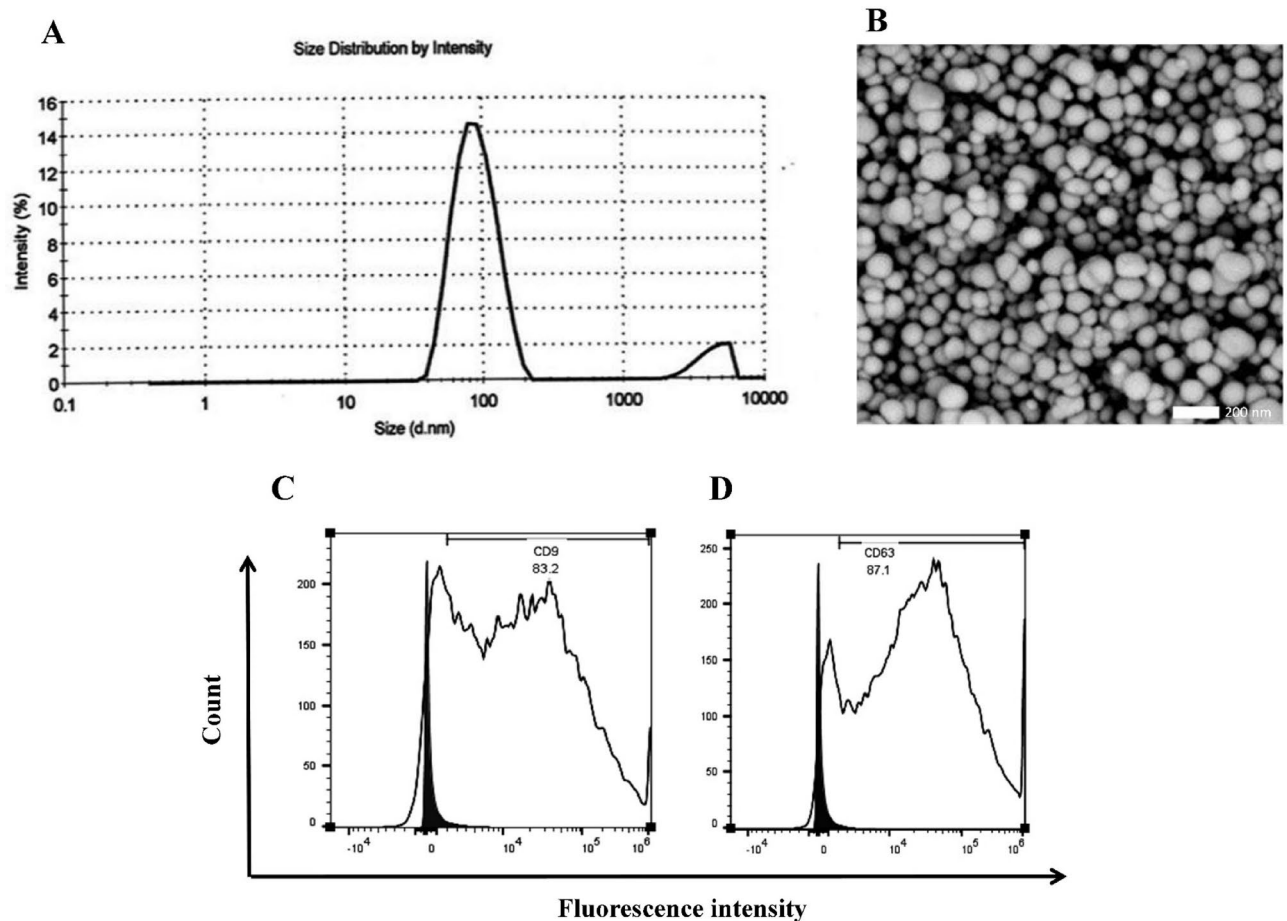 A
Size Distribution by Intensity
Intensity (%)
16
14
12
10
8
6
4
2
0
0.1 1 10 100 1000 10000
Size (d.nm)
B
200 nm
C
CD9
83.2
200
150
100
50
0
-10⁴ 0 10⁴ 10⁵ 10⁶
D
CD63
87.1
250
200
150
100
50
0
-10⁴ 0 10⁴ 10⁵ 10⁶
Count
Fluorescence intensity